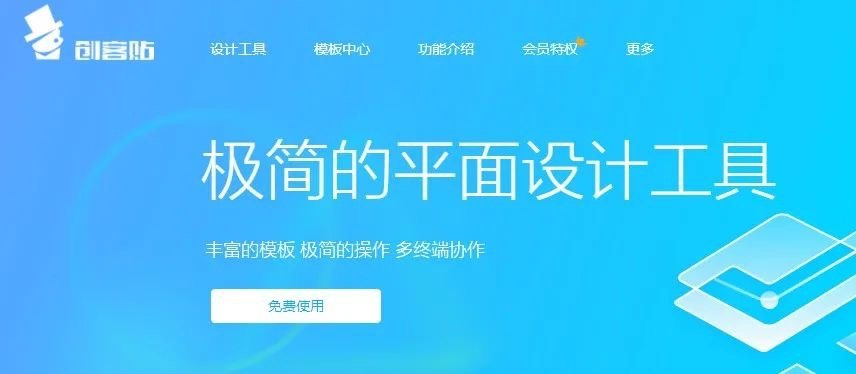 创客贴
设计工具 模板中心 功能介绍 会员特权 更多
极简的平面设计工具
丰富的模板 极简的操作 多终端协作
免费使用